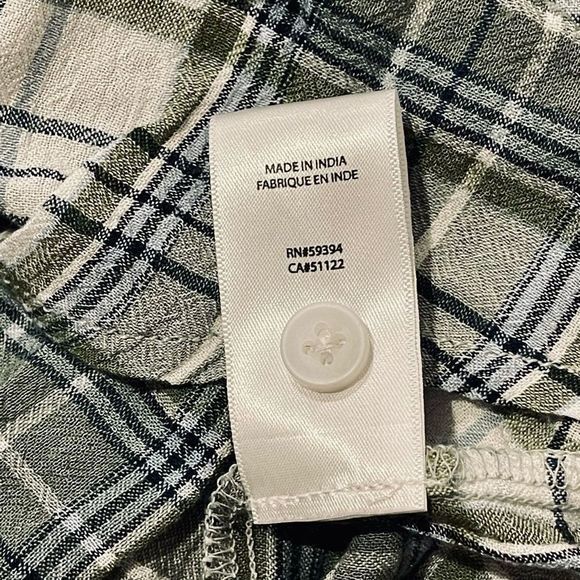 MADE IN INDIA
FABRIQUE EN INDE
RN#59394
CA#51122